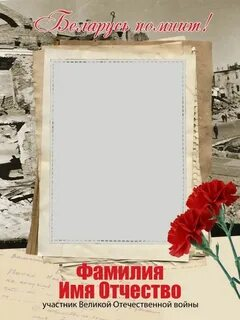 Беларусь помнит!
Фамилия
Имя Отчество
участник Великой Отечественной войны